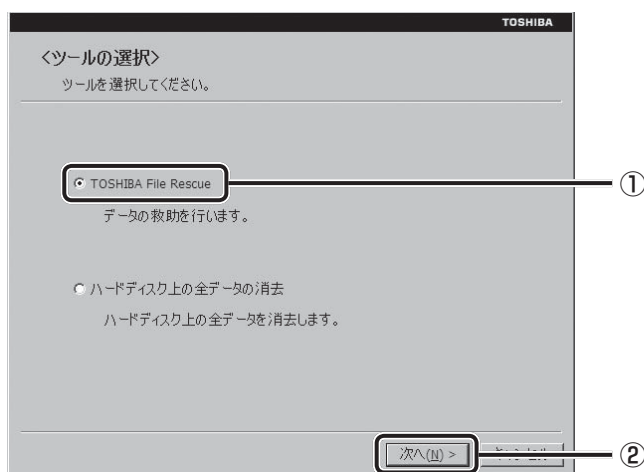 TOSHIBA
<ツールの選択>
ツールを選択してください。
TOSHIBA File Rescue
①
データの救助を行います。
ハードディスク上の全データの消去
ハードディスク上の全データを消去します。
次へ(N) >
②